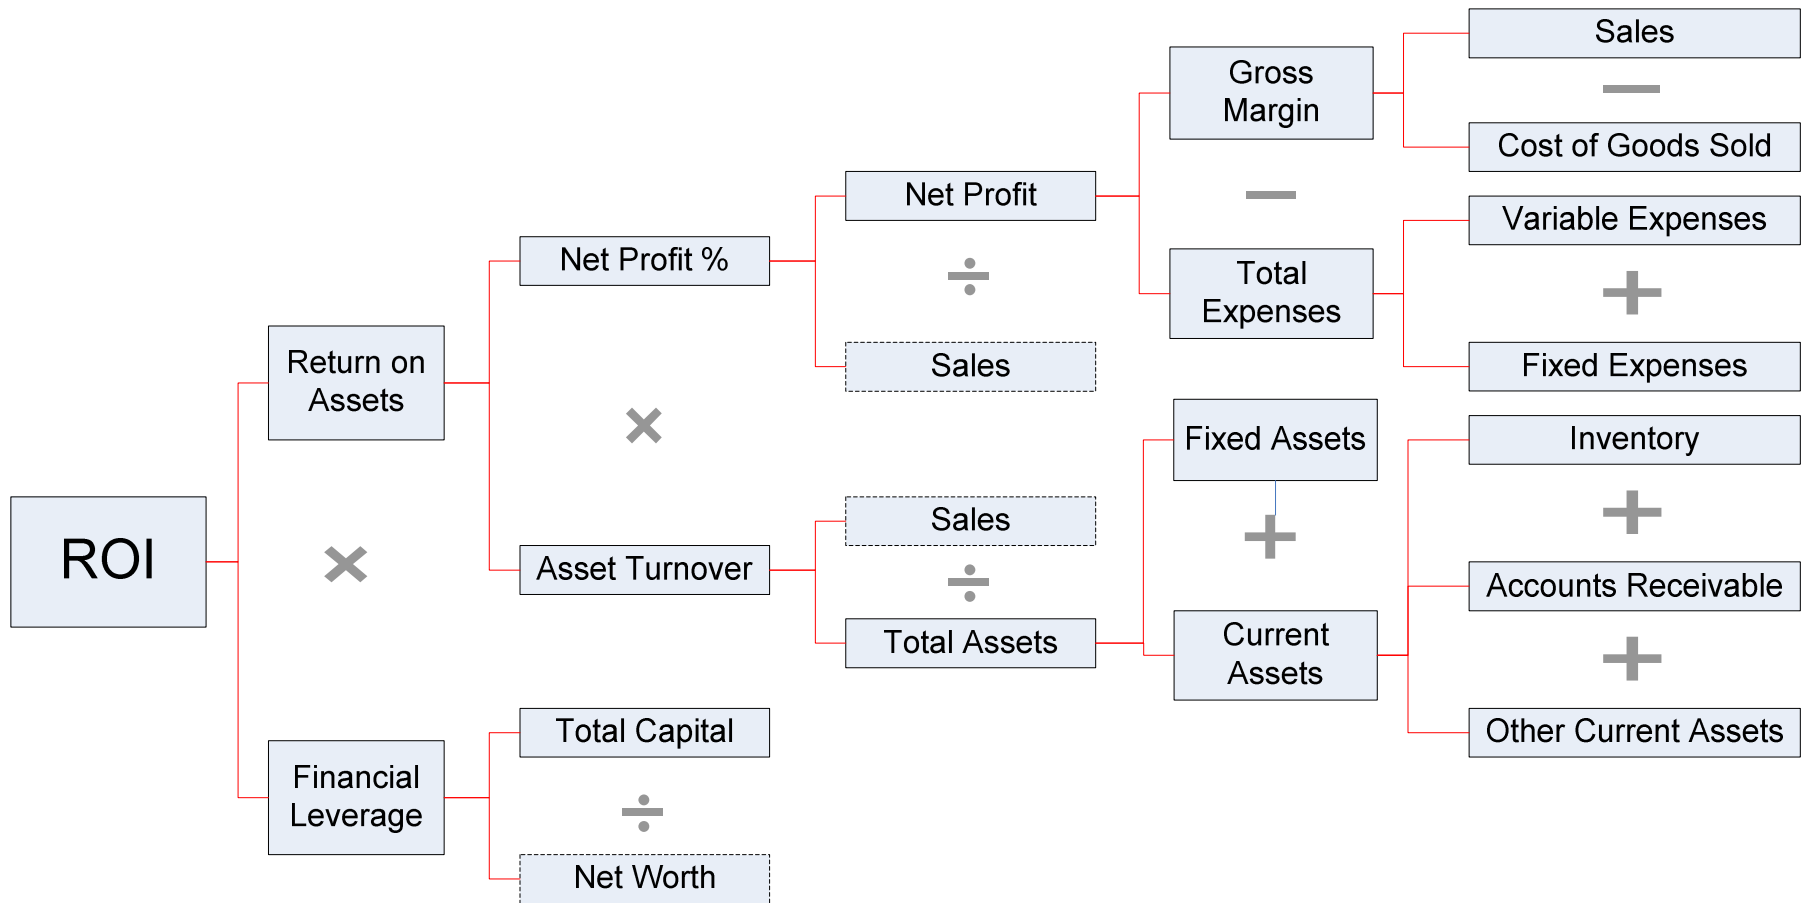 Sales
Gross
Margin
Cost of Goods Sold
Net Profit
Variable Expenses
Net Profit %
Total
Expenses
÷
Return on
Assets
Sales
Fixed Expenses
×
Fixed Assets
Inventory
ROI
×
Sales
+
+
Asset Turnover
÷
Accounts Receivable
Total Assets
Current
Assets
+
Total Capital
Other Current Assets
Financial
Leverage
÷
Net Worth
−
−
+